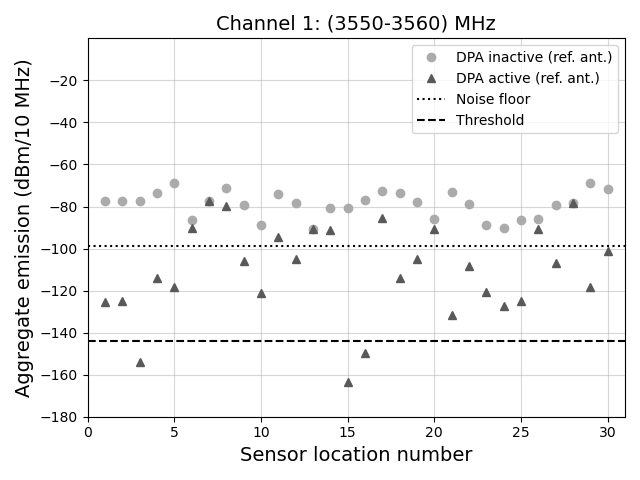 Channel 1: (3550-3560) MHz
DPA inactive (ref. ant.)
DPA active (ref. ant.)
Noise floor
Threshold
Aggregate emission (dBm/10 MHz)
−20
−40
−60
−80
−100
−120
−140
−160
−180
0 5 10 15 20 25 30
Sensor location number